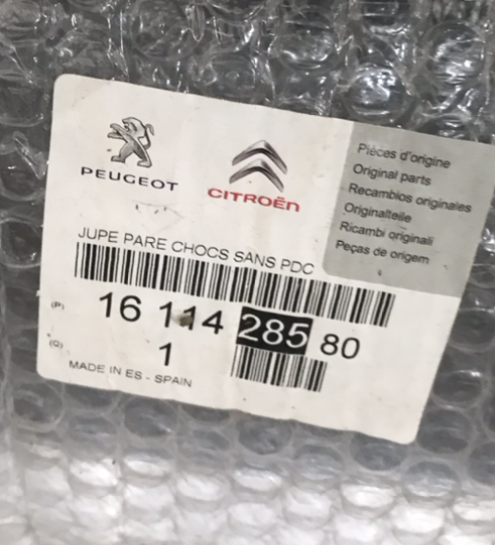 PEUGEOT
CITROËN
Pièces d'origine
Original parts
Recambios originales
Originalteile
Ricambi originali
Peças de origem
JUPE PARE CHOCS SANS PDC
(P) 16 114 285 80
(Q) 1
MADE IN ES - SPAIN